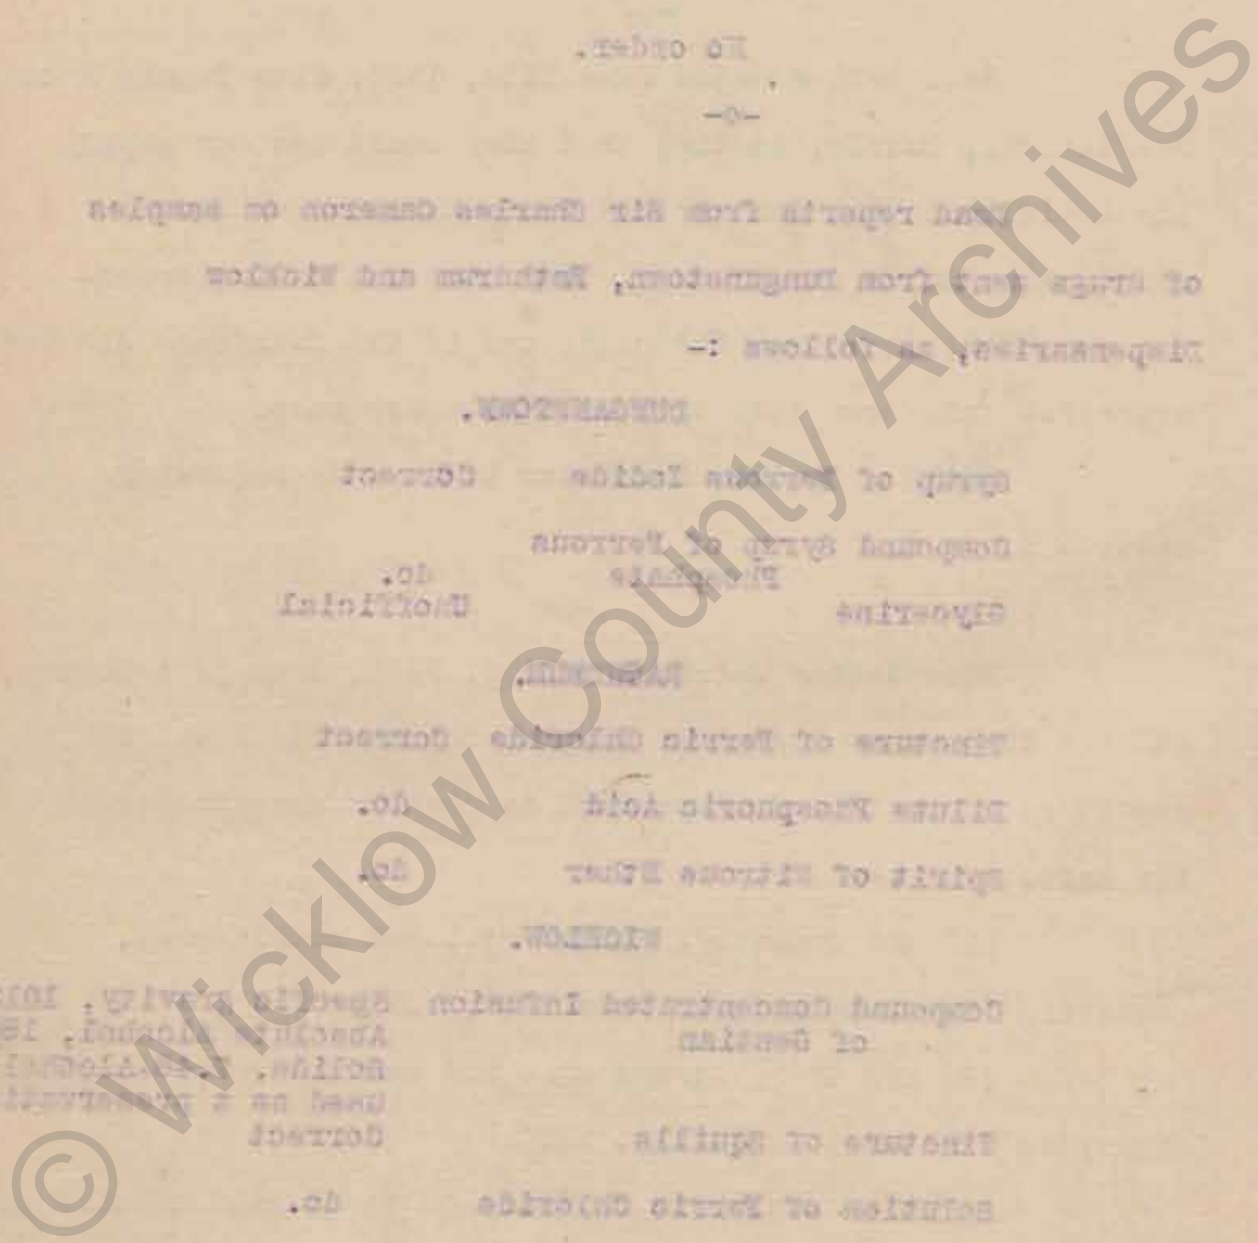 No order.
-o-
Read reports from Sir Charles Cameron on samples
of drugs sent from Dunganstown, Rathdrum and Wicklow
Dispensaries, as follows :-
DUNGANSTOWN.
Syrup of Ferrous Iodide Correct
Compound Syrup of Ferrous
Phosphate do.
Glycerine Unofficial
RATHDRUM.
Tincture of Ferric Chloride Correct
Dilute Phosphoric Acid do.
Spirit of Nitrous Ether do.
WICKLOW.
Compound Concentrated Infusion Specific gravity,
of Gentian Absolute Alcohol,
Solids, Alcohol
used as a
Tincture of Squills Correct
Solution of Ferric Chloride do.
© Wicklow County Archives